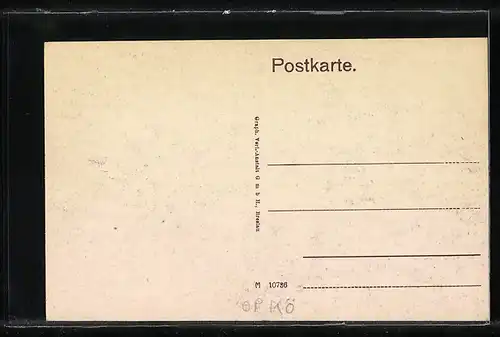 Postkarte.
Graph. Verl.-Anstalt G m b H., Breslau
M 10786